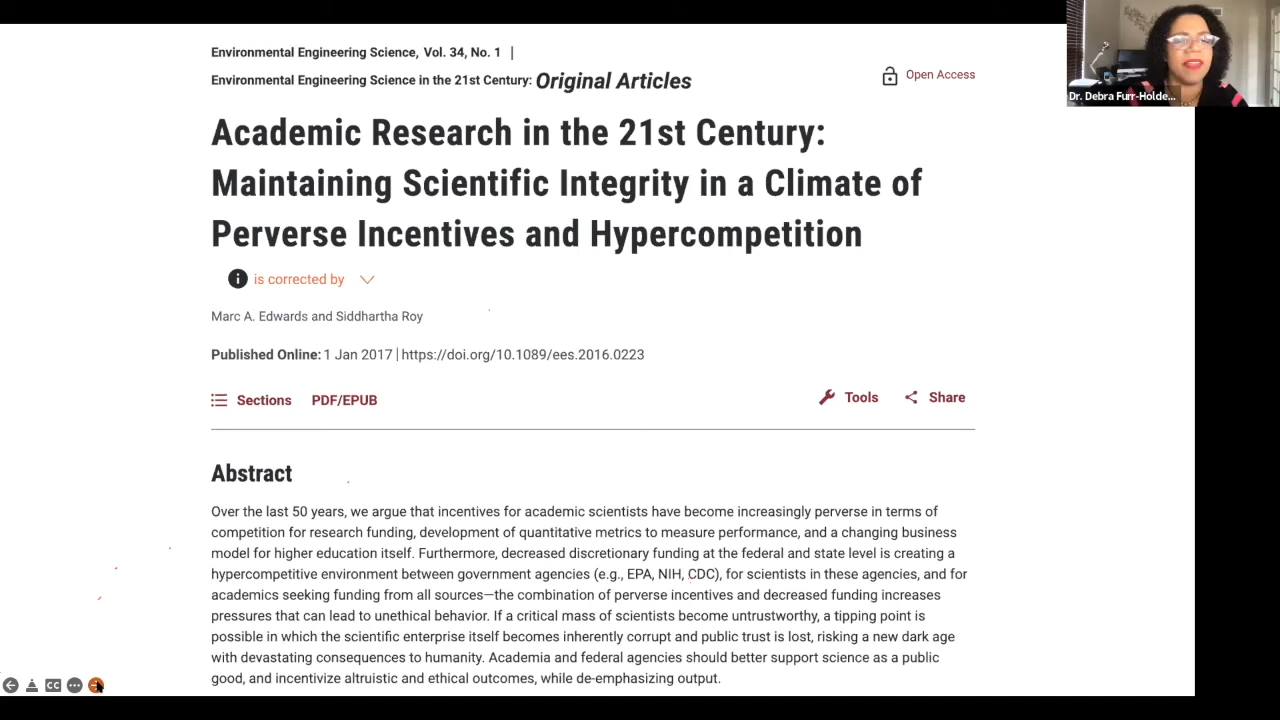 Environmental Engineering Science, Vol. 34, No. 1 |
Environmental Engineering Science in the 21st Century: Original Articles
Open Access
Dr. Debra Furr-Holde...
Academic Research in the 21st Century:
Maintaining Scientific Integrity in a Climate of
Perverse Incentives and Hypercompetition
is corrected by
Marc A. Edwards and Siddhartha Roy
Published Online: 1 Jan 2017 | https://doi.org/10.1089/ees.2016.0223
Sections PDF/EPUB Tools Share
Abstract
Over the last 50 years, we argue that incentives for academic scientists have become increasingly perverse in terms of
competition for research funding, development of quantitative metrics to measure performance, and a changing business
model for higher education itself. Furthermore, decreased discretionary funding at the federal and state level is creating a
hypercompetitive environment between government agencies (e.g., EPA, NIH, CDC), for scientists in these agencies, and for
academics seeking funding from all sources—the combination of perverse incentives and decreased funding increases
pressures that can lead to unethical behavior. If a critical mass of scientists become untrustworthy, a tipping point is
possible in which the scientific enterprise itself becomes inherently corrupt and public trust is lost, risking a new dark age
with devastating consequences to humanity. Academia and federal agencies should better support science as a public
good, and incentivize altruistic and ethical outcomes, while de-emphasizing output.
CC